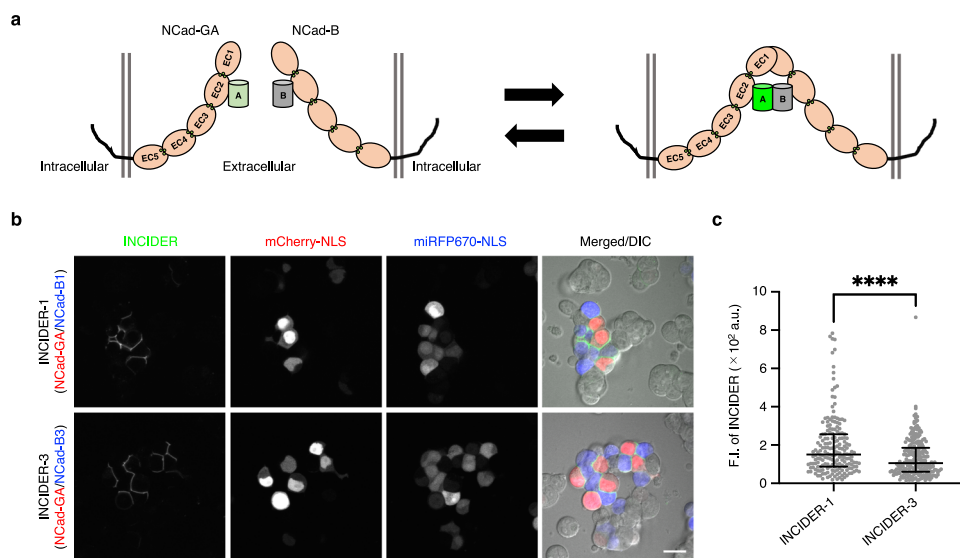 a
NCad-GA
NCad-B
EC1
EC2
EC3
EC4
EC5
A
B
Intracellular
Extracellular
Intracellular
EC1
EC2
EC3
EC4
EC5
A
B
b
INCIDER
mCherry-NLS
miRFP670-NLS
Merged/DIC
INCIDER-1
(NCad-GA/NCad-B1)
INCIDER-3
(NCad-GA/NCad-B3)
c
****
F.I. of INCIDER (×10² a.u.)
10
8
6
4
2
0
INCIDER-1
INCIDER-3